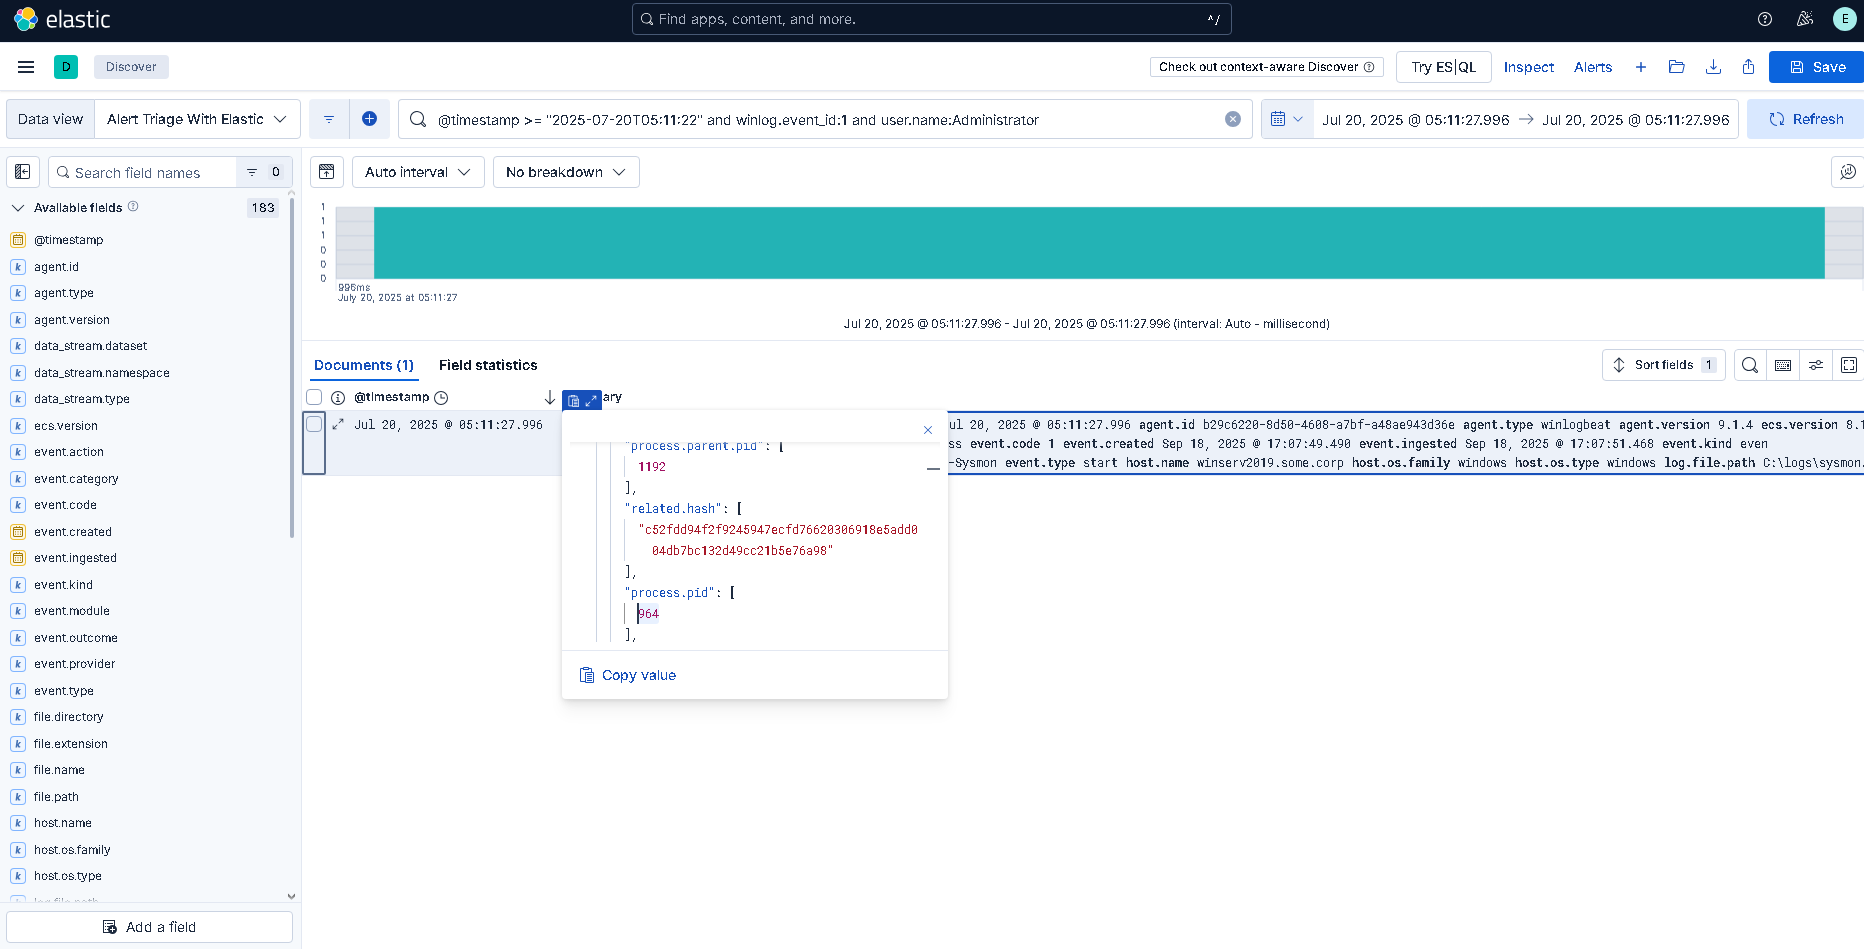 elastic
Find apps, content, and more.
^/
E
D
Discover
Check out context-aware Discover
Try ES|QL
Inspect
Alerts
Save
Data view
Alert Triage With Elastic
@timestamp >= "2025-07-20T05:11:22" and winlog.event_id:1 and user.name:Administrator
Jul 20, 2025 @ 05:11:27.996 → Jul 20, 2025 @ 05:11:27.996
Refresh
Search field names
0
Auto interval
No breakdown
Available fields
183
@timestamp
agent.id
agent.type
agent.version
data_stream.dataset
data_stream.namespace
data_stream.type
ecs.version
event.action
event.category
event.code
event.created
event.ingested
event.kind
event.module
event.outcome
event.provider
event.type
file.directory
file.extension
file.name
file.path
host.name
host.os.family
host.os.type
log.file.path
Add a field
1
1
1
0
0
0
996ms
July 20, 2025 at 05:11:27
Jul 20, 2025 @ 05:11:27.996 - Jul 20, 2025 @ 05:11:27.996 (interval: Auto - millisecond)
Documents (1)
Field statistics
Sort fields 1
@timestamp
ary
Jul 20, 2025 @ 05:11:27.996
ul 20, 2025 @ 05:11:27.996 agent.id b29c6220-8d50-4608-a7bf-a48ae943d36e agent.type winlogbeat agent.version 9.1.4 ecs.version 8.1
ss event.code 1 event.created Sep 18, 2025 @ 17:07:49.490 event.ingested Sep 18, 2025 @ 17:07:51.468 event.kind even
-Sysmon event.type start host.name winserv2019.some.corp host.os.family windows host.os.type windows log.file.path C:\logs\sysmon.
"process.parent.pid": [
1192
],
"related.hash": [
"c52fdd94f2f9245947ecfd76620306918e5add0
04db7bc132d49cc21b5e76a98"
],
"process.pid": [
964
],
Copy value